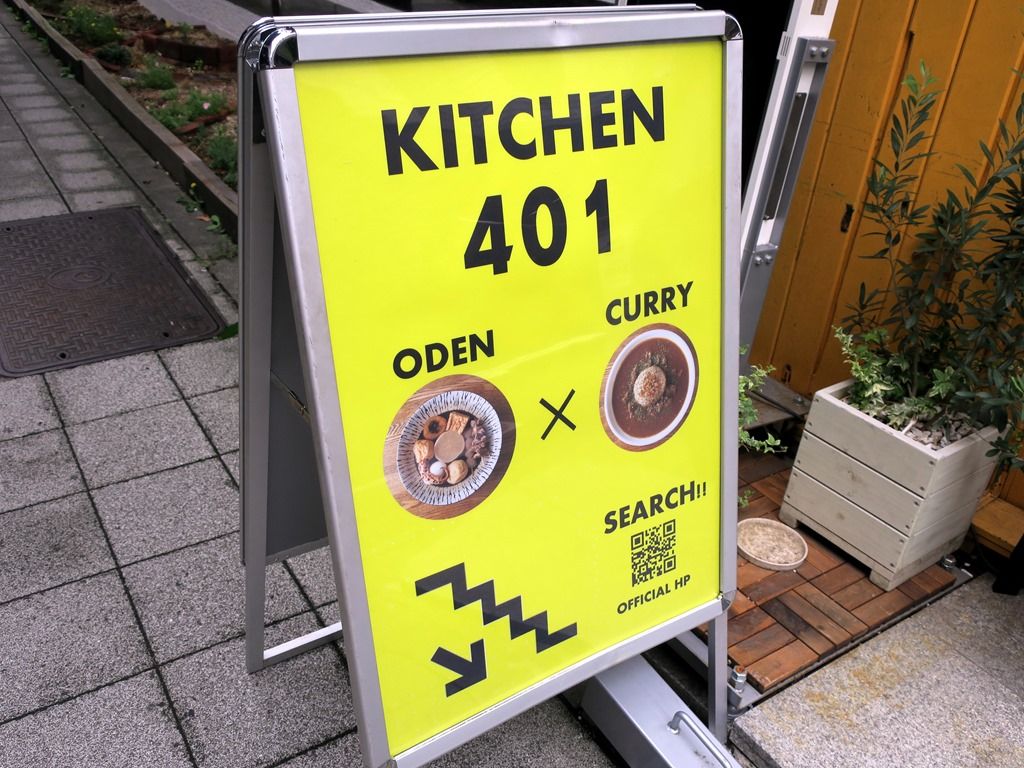 KITCHEN
401
ODEN
CURRY
×
SEARCH!!
OFFICIAL HP